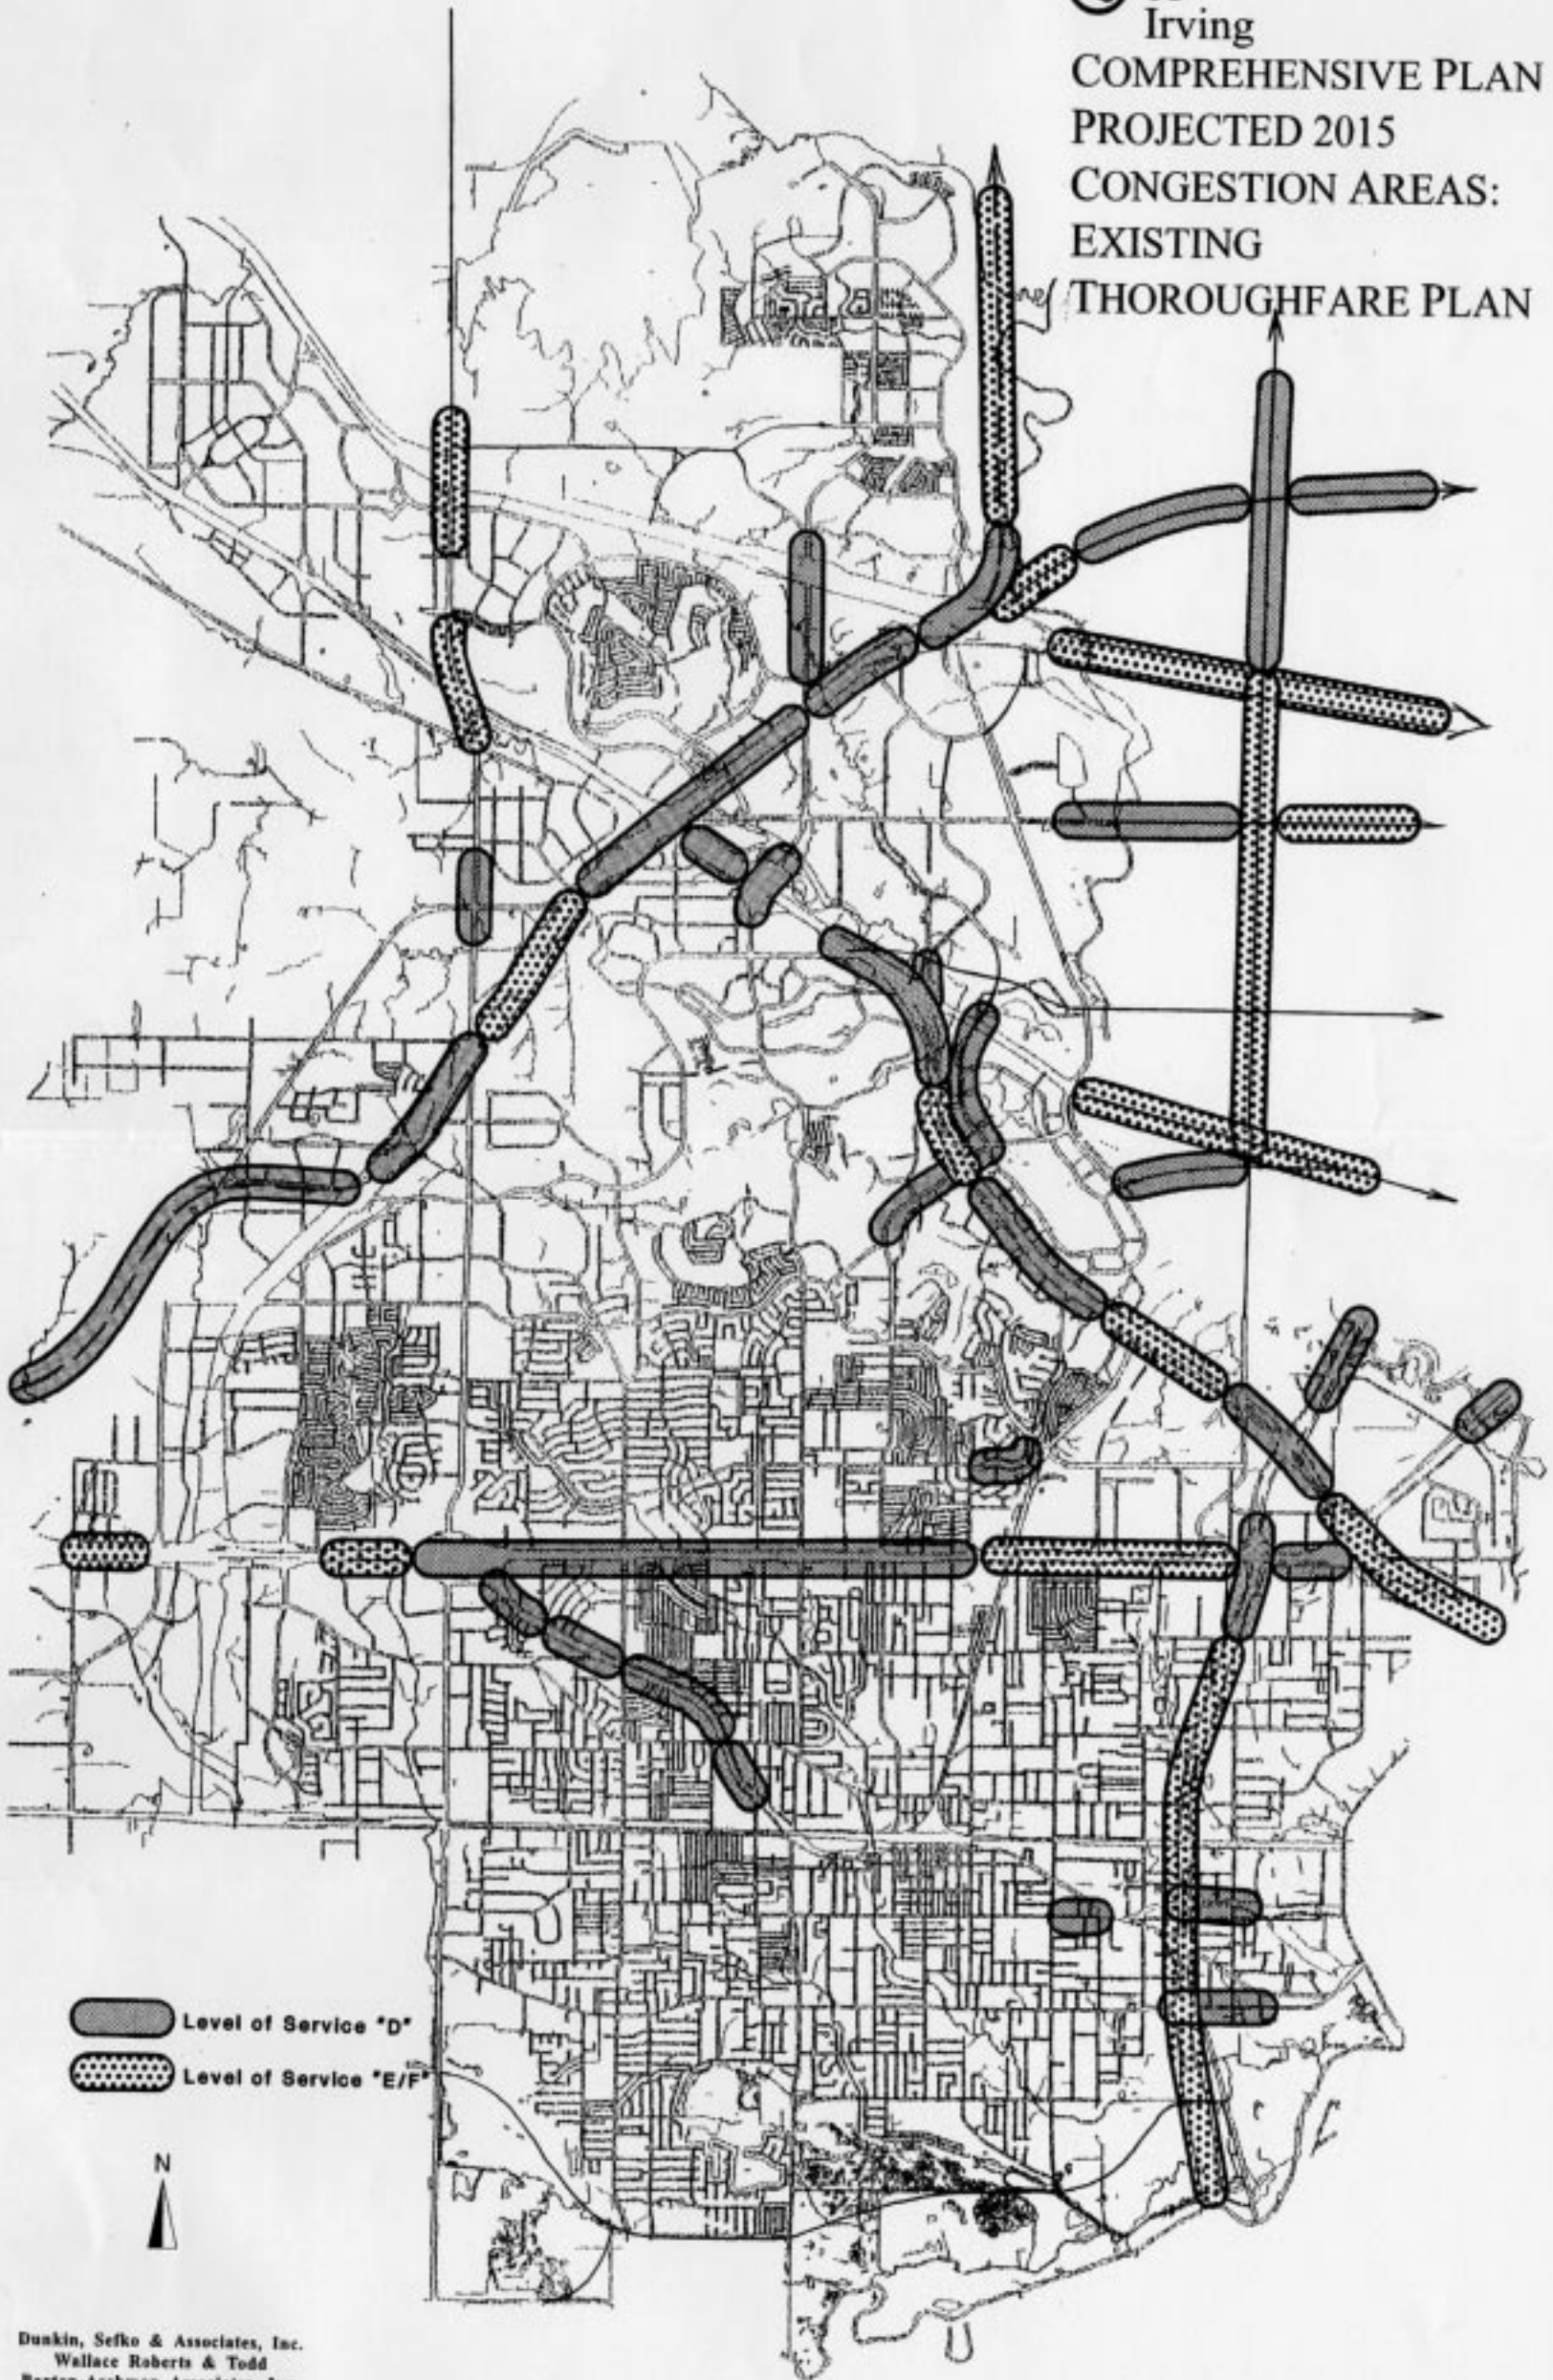 Irving
COMPREHENSIVE PLAN
PROJECTED 2015
CONGESTION AREAS:
EXISTING
THOROUGHFARE PLAN
Level of Service "D"
Level of Service "E/F"
N
Dunkin, Sefko & Associates, Inc.
Wallace Roberts & Todd